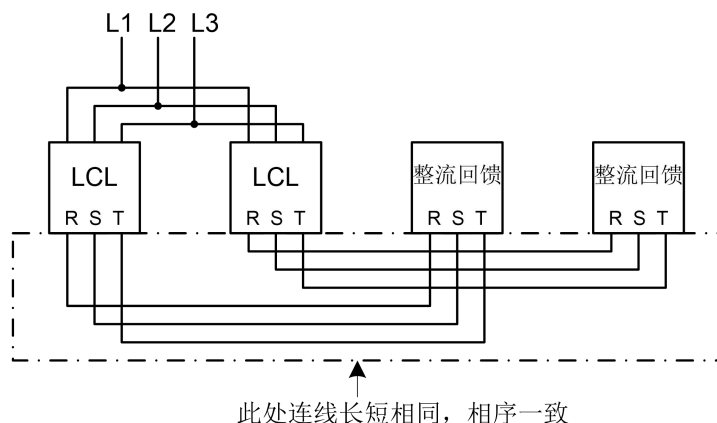 L1 L2 L3
LCL LCL 整流回馈 整流回馈
R S T R S T R S T R S T
此处连线长短相同，相序一致